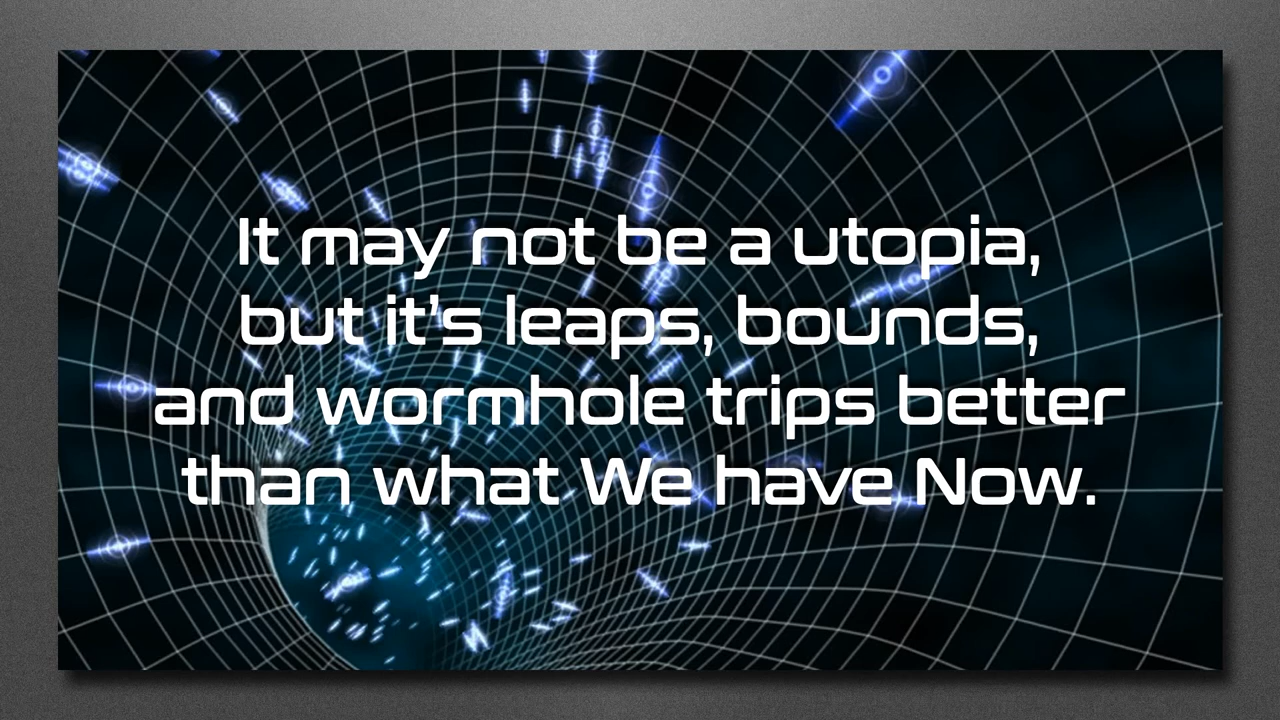 It may not be a utopia,
but it's leaps, bounds,
and wormhole trips better
than what We have Now.